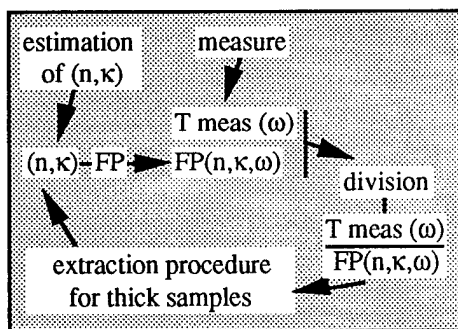 estimation measure
of (n,κ)
T meas (ω)
(n,κ) FP FP(n,κ,ω)
division
T meas (ω)
FP(n,κ,ω)
extraction procedure
for thick samples